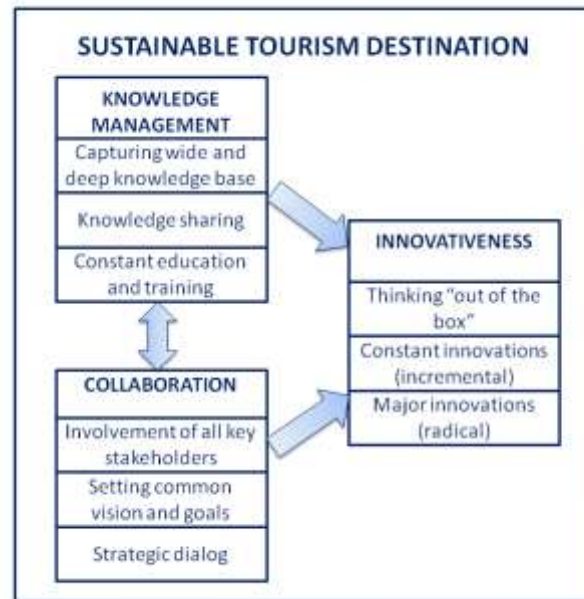 SUSTAINABLE TOURISM DESTINATION
KNOWLEDGE
MANAGEMENT
Capturing wide and
deep knowledge base
Knowledge sharing
Constant education
and training
COLLABORATION
Involvement of all key
stakeholders
Setting common
vision and goals
Strategic dialog
INNOVATIVENESS
Thinking "out of the
box"
Constant innovations
(incremental)
Major innovations
(radical)